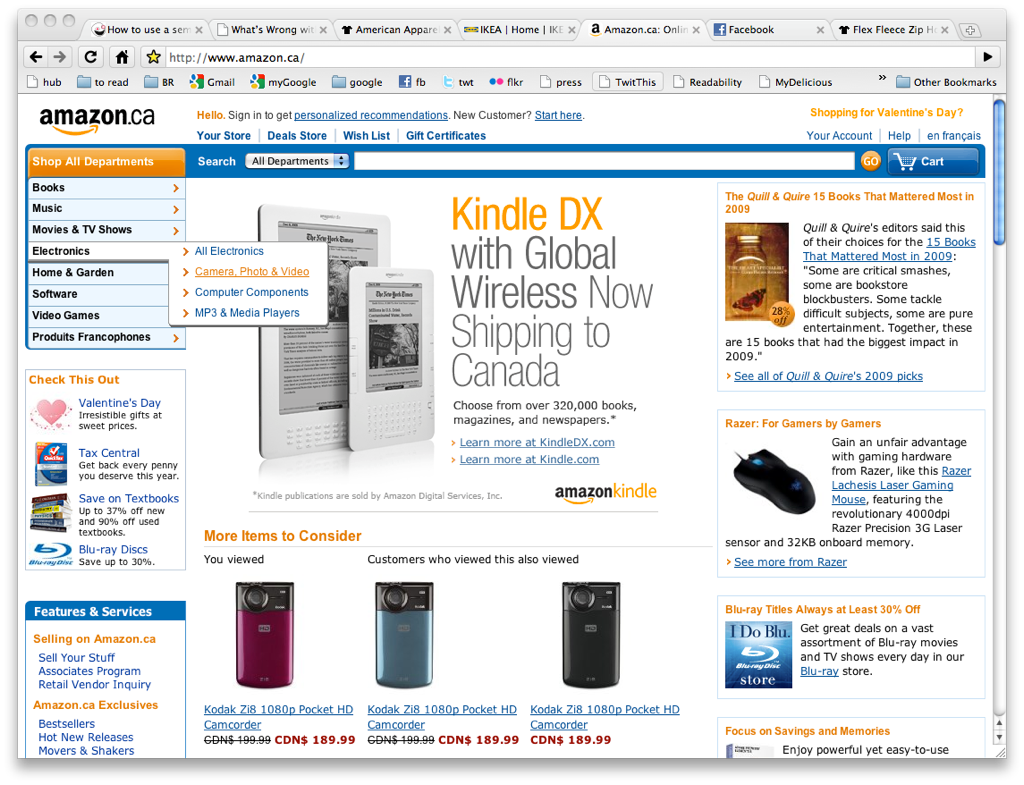 How to use a sem
What's Wrong wit
American Apparel
IKEA | Home | IKE
Amazon.ca: Onlin
Facebook
Flex Fleece Zip Ho
http://www.amazon.ca/
hub
to read
BR
Gmail
myGoogle
google
fb
twt
flkr
press
TwitThis
Readability
MyDelicious
»
Other Bookmarks
amazon.ca
Hello. Sign in to get personalized recommendations. New Customer? Start here.
Shopping for Valentine's Day?
Your Store
Deals Store
Wish List
Gift Certificates
Your Account
Help
en français
Shop All Departments
Search
All Departments
GO
Cart
Books
Music
Movies & TV Shows
Electronics
Home & Garden
Software
Video Games
Produits Francophones
All Electronics
Camera, Photo & Video
Computer Components
MP3 & Media Players
Check This Out
Valentine's Day
Irresistible gifts at
sweet prices.
Tax Central
Get back every penny
you deserve this year.
Save on Textbooks
Up to 37% off new
and 90% off used
textbooks.
Blu-ray Discs
Save up to 30%.
Features & Services
Selling on Amazon.ca
Sell Your Stuff
Associates Program
Retail Vendor Inquiry
Amazon.ca Exclusives
Bestsellers
Hot New Releases
Movers & Shakers
The New York Times
The New York Times
Kindle DX
with Global
Wireless Now
Shipping to
Canada
Choose from over 320,000 books,
magazines, and newspapers.*
Learn more at KindleDX.com
Learn more at Kindle.com
*Kindle publications are sold by Amazon Digital Services, Inc.
amazonkindle
More Items to Consider
You viewed
Customers who viewed this also viewed
Kodak Zi8 1080p Pocket HD
Camcorder
CDN$ 199.99 CDN$ 189.99
Kodak Zi8 1080p Pocket HD
Camcorder
CDN$ 199.99 CDN$ 189.99
Kodak Zi8 1080p Pocket HD
Camcorder
CDN$ 189.99
The Quill & Quire 15 Books That Mattered Most in
2009
28%
off
Quill & Quire's editors said this
of their choices for the 15 Books
That Mattered Most in 2009:
"Some are critical smashes,
some are bookstore
blockbusters. Some tackle
difficult subjects, some are pure
entertainment. Together, these
are 15 books that had the biggest impact in
2009."
See all of Quill & Quire's 2009 picks
Razer: For Gamers by Gamers
Gain an unfair advantage
with gaming hardware
from Razer, like this Razer
Lachesis Laser Gaming
Mouse, featuring the
revolutionary 4000dpi
Razer Precision 3G Laser
sensor and 32KB onboard memory.
See more from Razer
Blu-ray Titles Always at Least 30% Off
I Do Blu.
Blu-ray Disc
store
Get great deals on a vast
assortment of Blu-ray movies
and TV shows every day in our
Blu-ray store.
Focus on Savings and Memories
Enjoy powerful yet easy-to-use